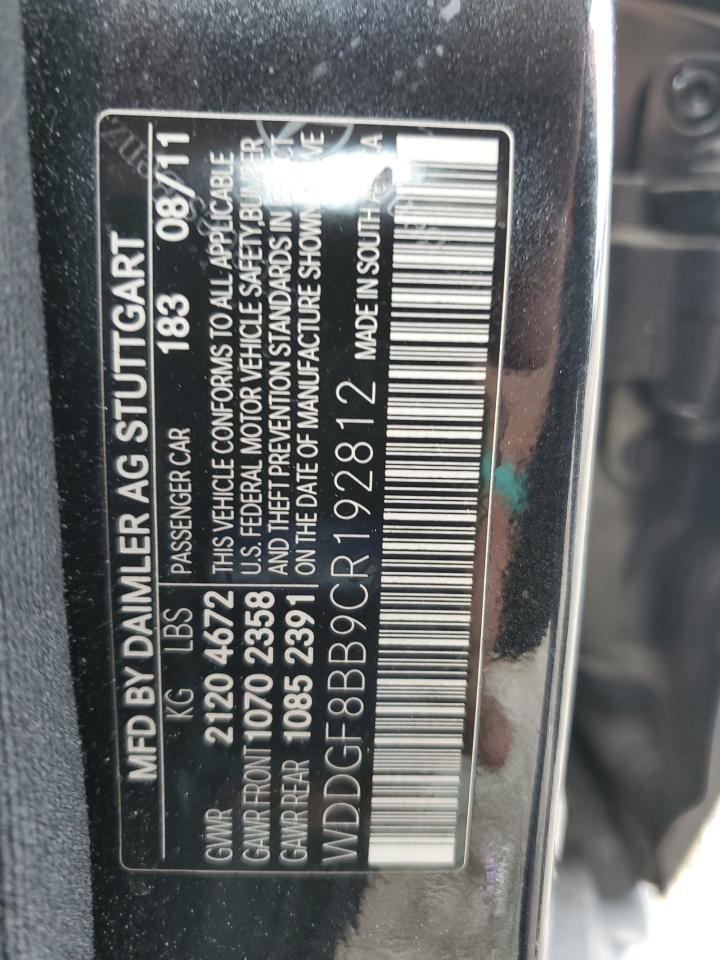 MFD BY DAIMLER AG STUTTGART
KG LBS PASSENGER CAR 183 08/11
GVWR 2120 4672 THIS VEHICLE CONFORMS TO ALL APPLICABLE
GAWR FRONT 1070 2358 U.S. FEDERAL MOTOR VEHICLE SAFETY,BUMPER
GAWR REAR 1085 2391 AND THEFT PREVENTION STANDARDS IN EFFECT
ON THE DATE OF MANUFACTURE SHOWN
WDDGF8BB9CR192812 MADE IN SOUTH